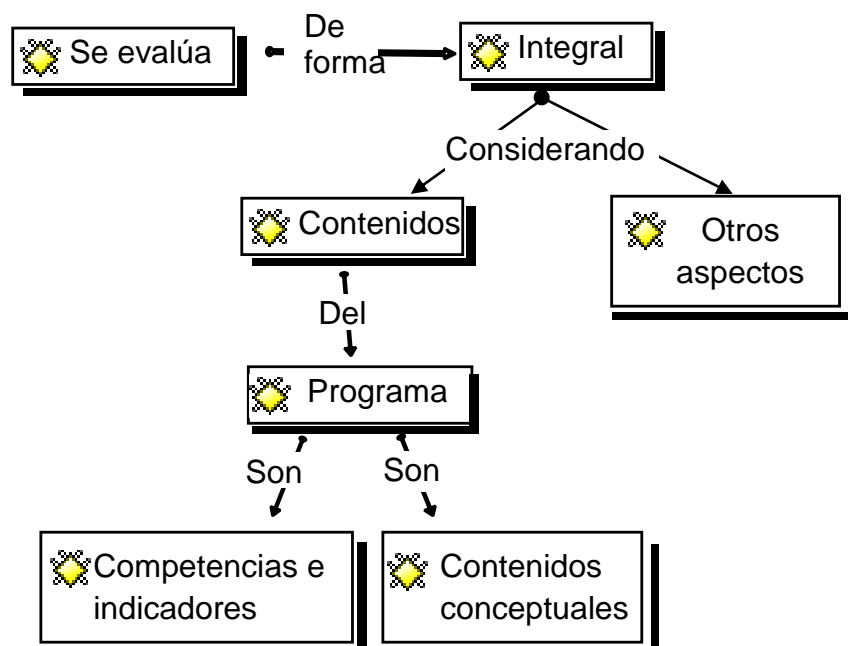 Se evalúa
De
forma
Integral
Considerando
Contenidos
Otros
aspectos
Del
Programa
Son
Son
Competencias e
indicadores
Contenidos
conceptuales